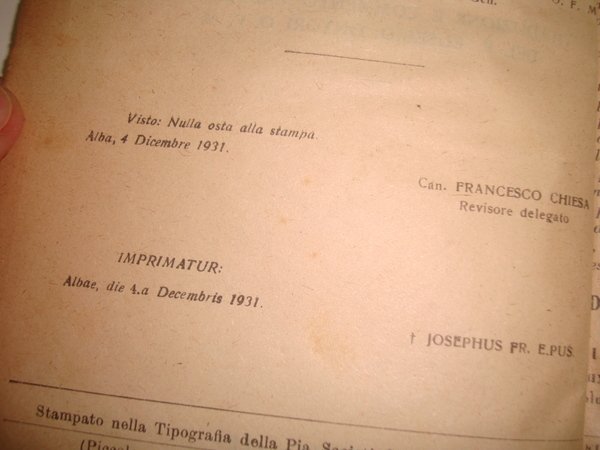 Gen.
O. F. M
Visto: Nulla osta alla stampa.
Alba, 4 Dicembre 1931.
Can. FRANCESCO CHIESA
Revisore delegato
IMPRIMATUR:
Albae, die 4.a Decembris 1931.
† JOSEPHUS FR. E.PUS.
Stampato nella Tipografia della Pia